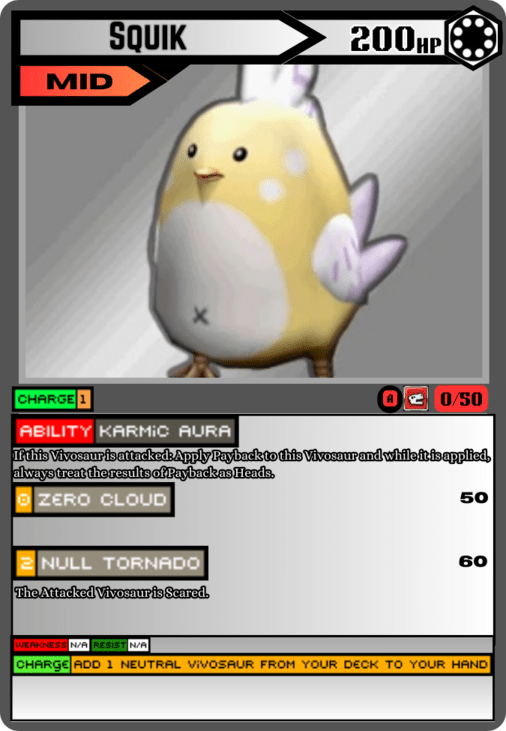 SQUIK
200HP
MID
CHARGE 1
A 0/50
ABILITY KARMIC AURA
If this Vivosaur is attacked: Apply Payback to this Vivosaur and while it is applied,
always treat the results of Payback as Heads.
0 ZERO CLOUD 50
2 NULL TORNADO 60
The Attacked Vivosaur is Scared.
WEAKNESS N/A RESIST N/A
CHARGE ADD 1 NEUTRAL VIVOSAUR FROM YOUR DECK TO YOUR HAND